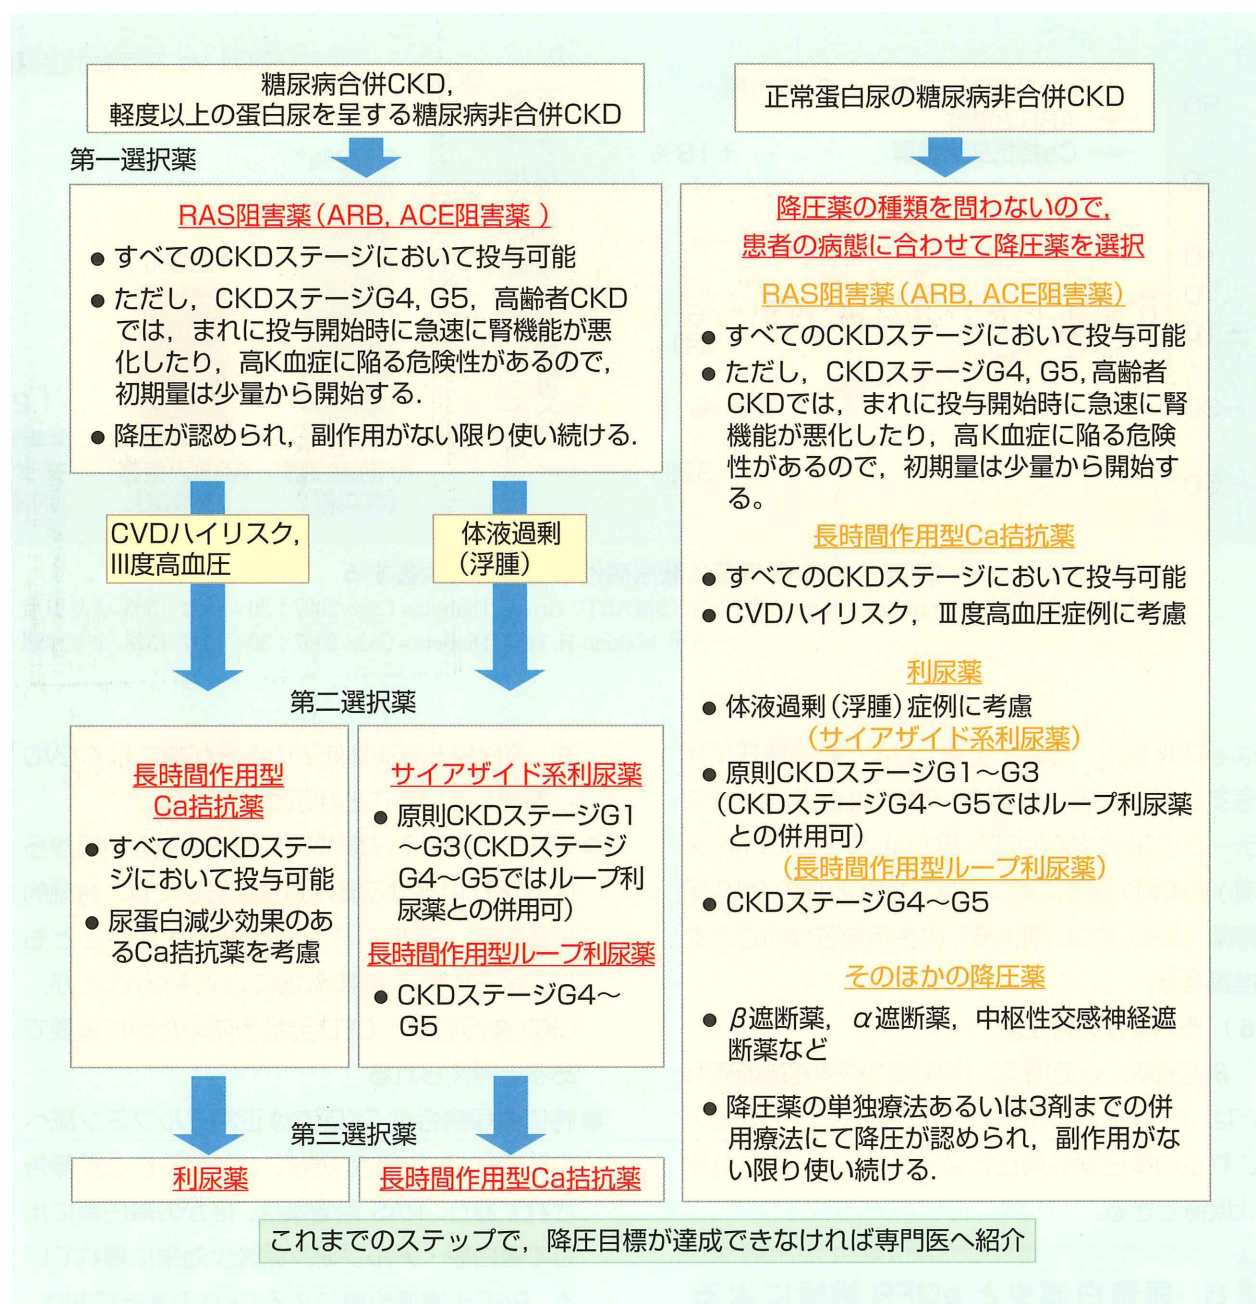 糖尿病合併CKD,
軽度以上の蛋白尿を呈する糖尿病非合併CKD
第一選択薬
RAS阻害薬(ARB, ACE阻害薬 )
● すべてのCKDステージにおいて投与可能
● ただし，CKDステージG4, G5，高齢者CKD
では，まれに投与開始時に急速に腎機能が悪
化したり，高K血症に陥る危険性があるので，
初期量は少量から開始する.
● 降圧が認められ，副作用がない限り使い続ける.
CVDハイリスク,
III度高血圧
体液過剰
(浮腫)
第二選択薬
長時間作用型
Ca拮抗薬
● すべてのCKDステー
ジにおいて投与可能
● 尿蛋白減少効果のあ
るCa拮抗薬を考慮
サイアザイド系利尿薬
● 原則CKDステージG1
～G3(CKDステージ
G4～G5ではループ利
尿薬との併用可)
長時間作用型ループ利尿薬
● CKDステージG4～
G5
第三選択薬
利尿薬
長時間作用型Ca拮抗薬
正常蛋白尿の糖尿病非合併CKD
降圧薬の種類を問わないので，
患者の病態に合わせて降圧薬を選択
RAS阻害薬(ARB, ACE阻害薬)
● すべてのCKDステージにおいて投与可能
● ただし，CKDステージG4, G5, 高齢者
CKDでは，まれに投与開始時に急速に腎
機能が悪化したり，高K血症に陥る危険
性があるので，初期量は少量から開始す
る。
長時間作用型Ca拮抗薬
● すべてのCKDステージにおいて投与可能
● CVDハイリスク，Ⅲ度高血圧症例に考慮
利尿薬
● 体液過剰(浮腫)症例に考慮
(サイアザイド系利尿薬)
● 原則CKDステージG1～G3
(CKDステージG4～G5ではループ利尿薬
との併用可)
(長時間作用型ループ利尿薬)
● CKDステージG4～G5
そのほかの降圧薬
● β遮断薬，α遮断薬，中枢性交感神経遮
断薬など
● 降圧薬の単独療法あるいは3剤までの併
用療法にて降圧が認められ，副作用がな
い限り使い続ける.
これまでのステップで，降圧目標が達成できなければ専門医へ紹介